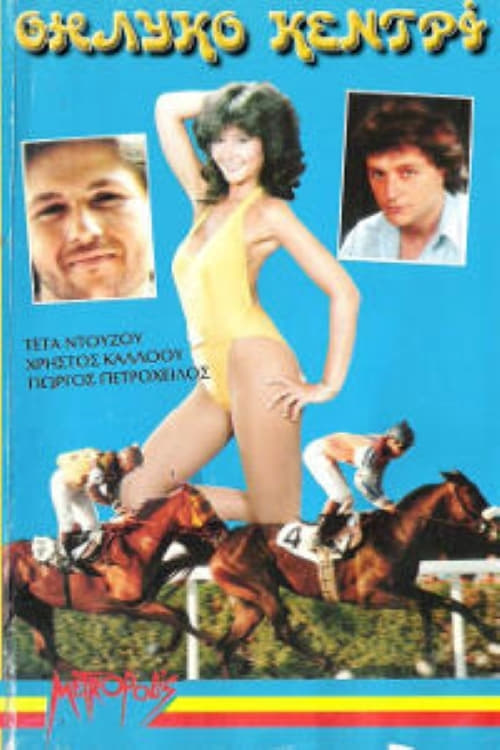 ΘΗΛΥΚΟ ΚΕΝΤΡΙ
ΤΕΤΑ ΝΤΟΥΖΟΥ
ΧΡΗΣΤΟΣ ΚΑΛΛΟΟΥ
ΓΙΩΡΓΟΣ ΠΕΤΡΟΧΕΙΛΟΣ
4
METROPOLIS